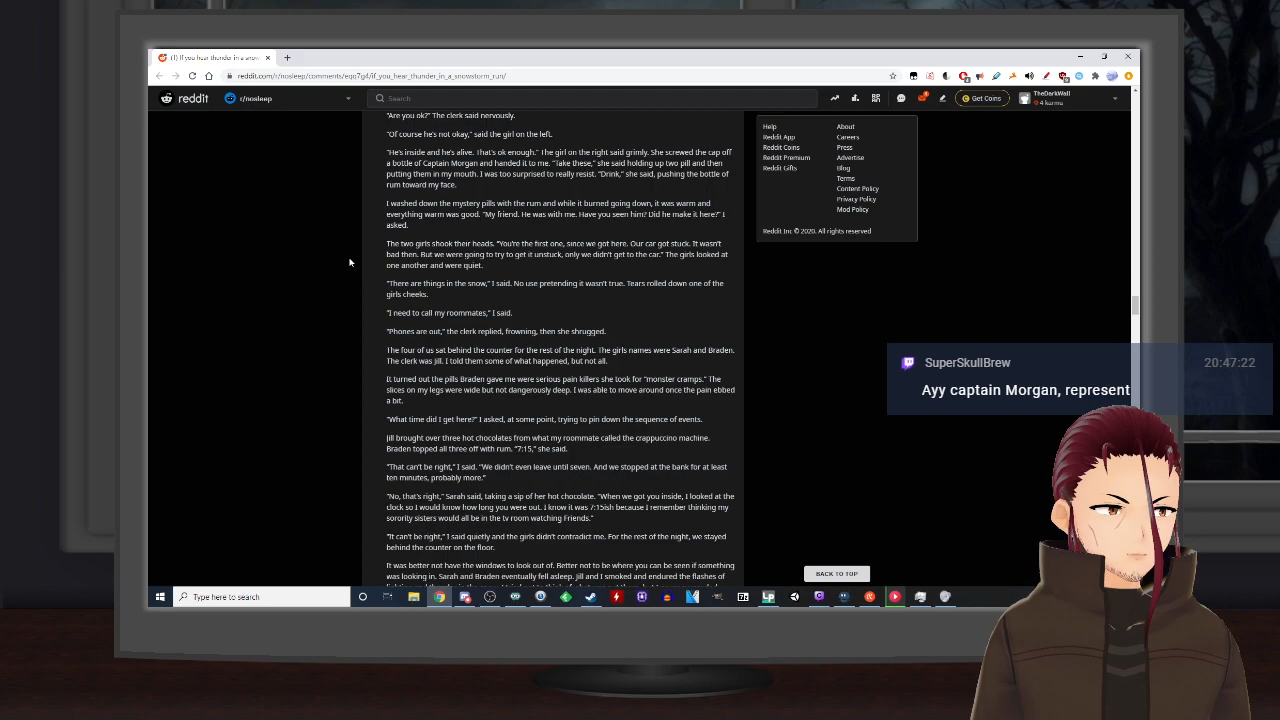 (1) If you hear thunder in a snow
reddit.com/r/nosleep/comments/eqq7g4/if_you_hear_thunder_in_a_snowstorm_run/
reddit
r/nosleep
Search
Get Coins
TheDarkWall
4 karma
"Are you ok?" The clerk said nervously.
"Of course he's not okay," said the girl on the left.
"He's inside and he's alive. That's ok enough." The girl on the right said grimly. She screwed the cap off
a bottle of Captain Morgan and handed it to me. "Take these," she said holding up two pill and then
putting them in my mouth. I was too surprised to really resist. "Drink," she said, pushing the bottle of
rum toward my face.
I washed down the mystery pills with the rum and while it burned going down, it was warm and
everything warm was good. "My friend. He was with me. Have you seen him? Did he make it here?" I
asked.
The two girls shook their heads. "You're the first one, since we got here. Our car got stuck. It wasn't
bad then. But we were going to try to get it unstuck, only we didn't get to the car." The girls looked at
one another and were quiet.
"There are things in the snow," I said. No use pretending it wasn't true. Tears rolled down one of the
girls cheeks.
"I need to call my roommates," I said.
"Phones are out," the clerk replied, frowning, then she shrugged.
The four of us sat behind the counter for the rest of the night. The girls names were Sarah and Braden.
The clerk was Jill. I told them some of what happened, but not all.
It turned out the pills Braden gave me were serious pain killers she took for "monster cramps." The
slices on my legs were wide but not dangerously deep. I was able to move around once the pain ebbed
a bit.
"What time did I get here?" I asked, at some point, trying to pin down the sequence of events.
Jill brought over three hot chocolates from what my roommate called the crappuccino machine.
Braden topped all three off with rum. "7:15," she said.
"That can't be right," I said. "We didn't even leave until seven. And we stopped at the bank for at least
ten minutes, probably more."
"No, that's right," Sarah said, taking a sip of her hot chocolate. "When we got you inside, I looked at the
clock so I would know how long you were out. I know it was 7:15ish because I remember thinking my
sorority sisters would all be in the tv room watching Friends."
"It can't be right," I said quietly and the girls didn't contradict me. For the rest of the night, we stayed
behind the counter on the floor.
It was better not have the windows to look out of. Better not to be where you can be seen if something
was looking in. Sarah and Braden eventually fell asleep. Jill and I smoked and endured the flashes of
Help
About
Reddit App
Careers
Reddit Coins
Press
Reddit Premium
Advertise
Reddit Gifts
Blog
Terms
Content Policy
Privacy Policy
Mod Policy
Reddit Inc © 2020. All rights reserved
SuperSkullBrew
20:47:22
Ayy captain Morgan, represent
BACK TO TOP
Type here to search